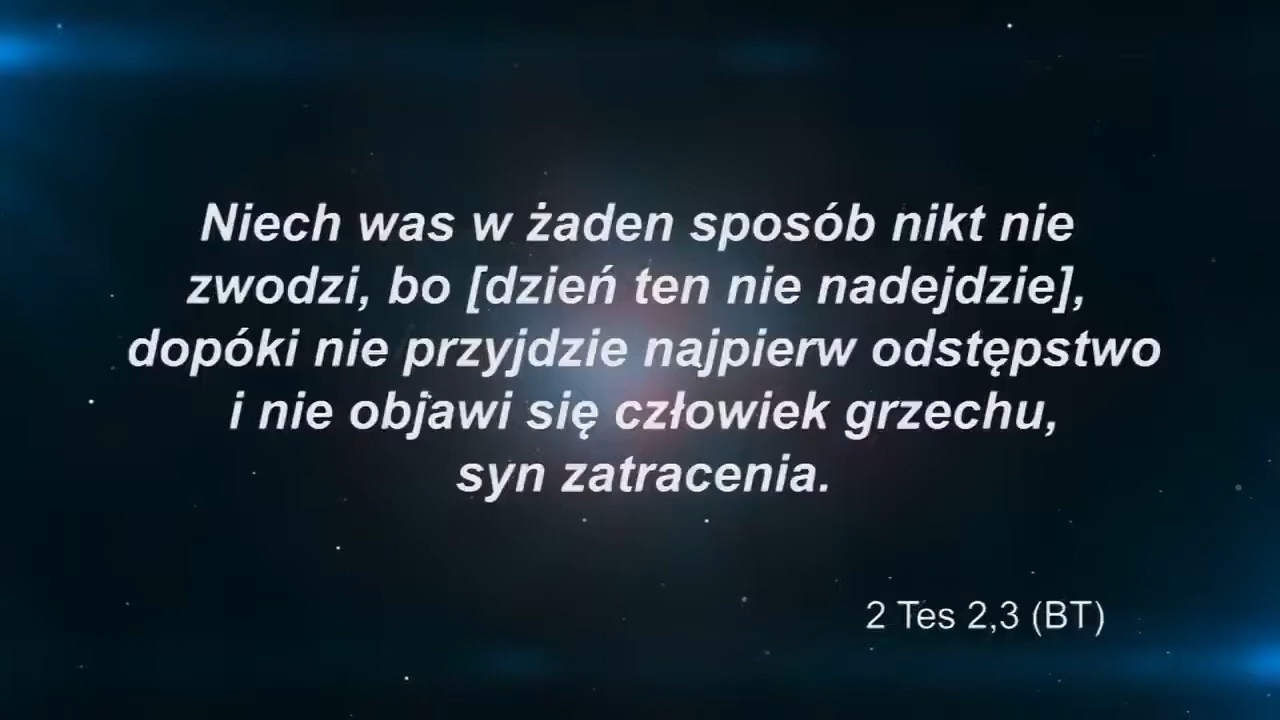 Niech was w żaden sposób nikt nie
zwodzi, bo [dzień ten nie nadejdzie],
dopóki nie przyjdzie najpierw odstępstwo
i nie objawi się człowiek grzechu,
syn zatracenia.
2 Tes 2,3 (BT)